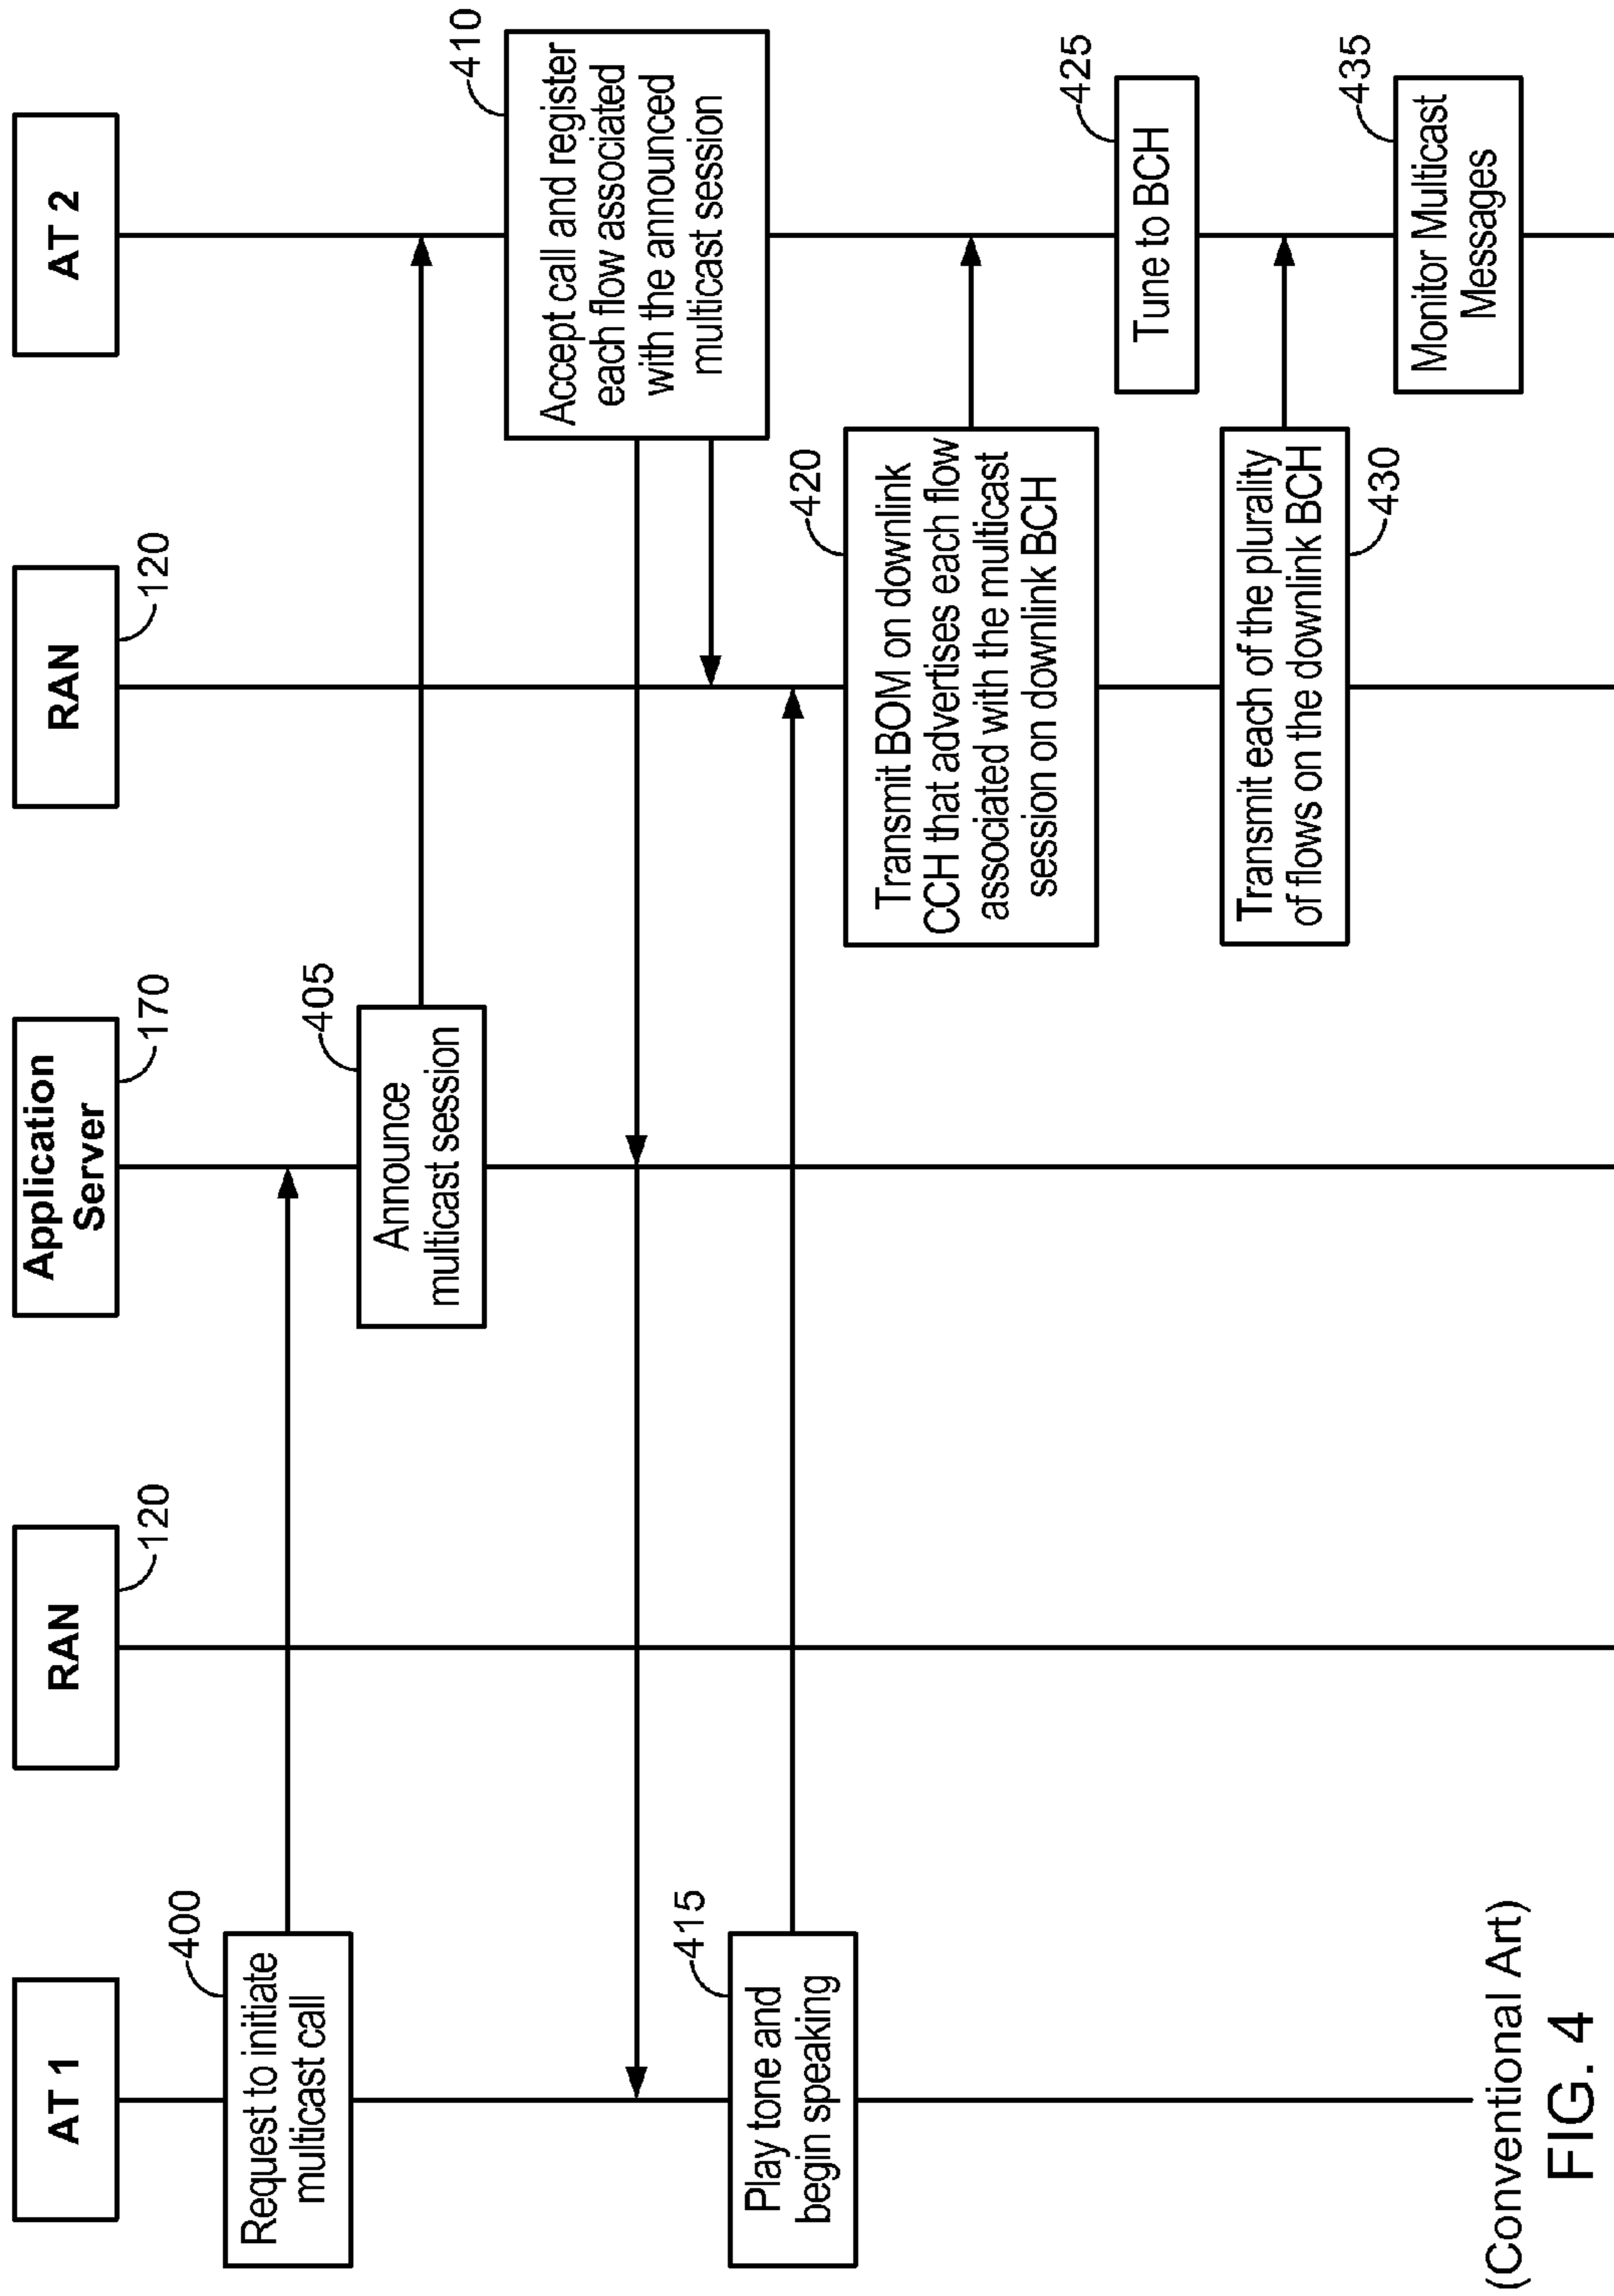 AT 1
RAN
120
Application
Server
170
RAN
120
AT 2
400
Request to initiate
multicast call
405
Announce
multicast session
410
Accept call and register
each flow associated
with the announced
multicast session
415
Play tone and
begin speaking
420
Transmit BOM on downlink
CCH that advertises each flow
associated with the multicast
session on downlink BCH
425
Tune to BCH
Transmit each of the plurality
of flows on the downlink BCH
430
435
Monitor Multicast
Messages
(Conventional Art)
FIG. 4